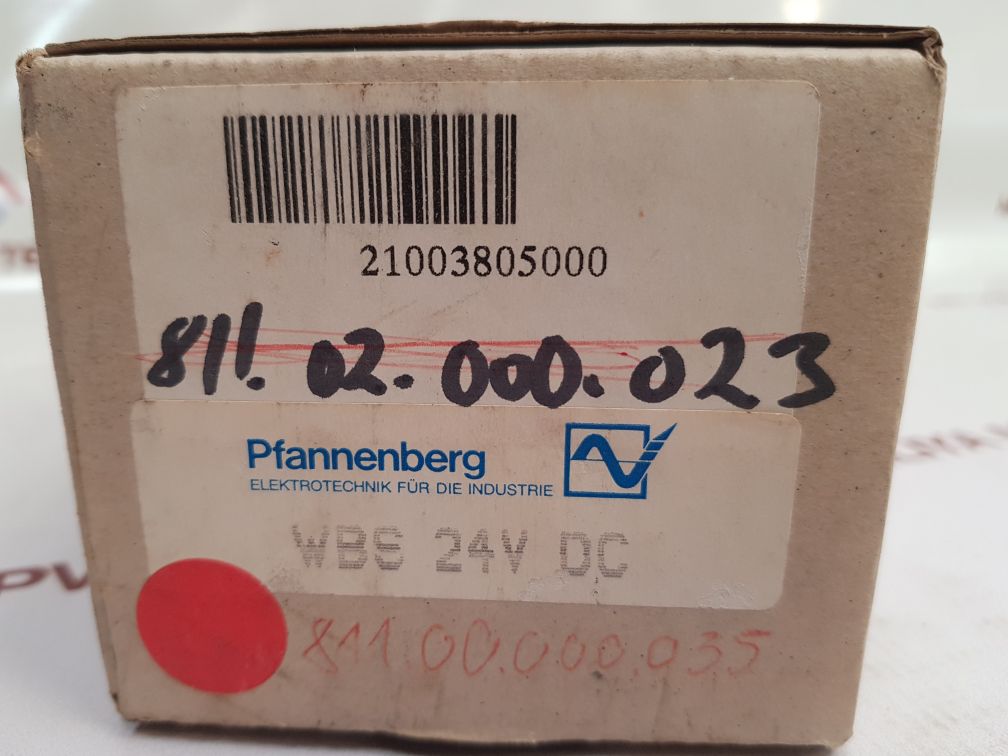 21003805000
811.02.000.023
Pfannenberg
ELEKTROTECHNIK FÜR DIE INDUSTRIE
WBS 24V DC
811.00.000.035